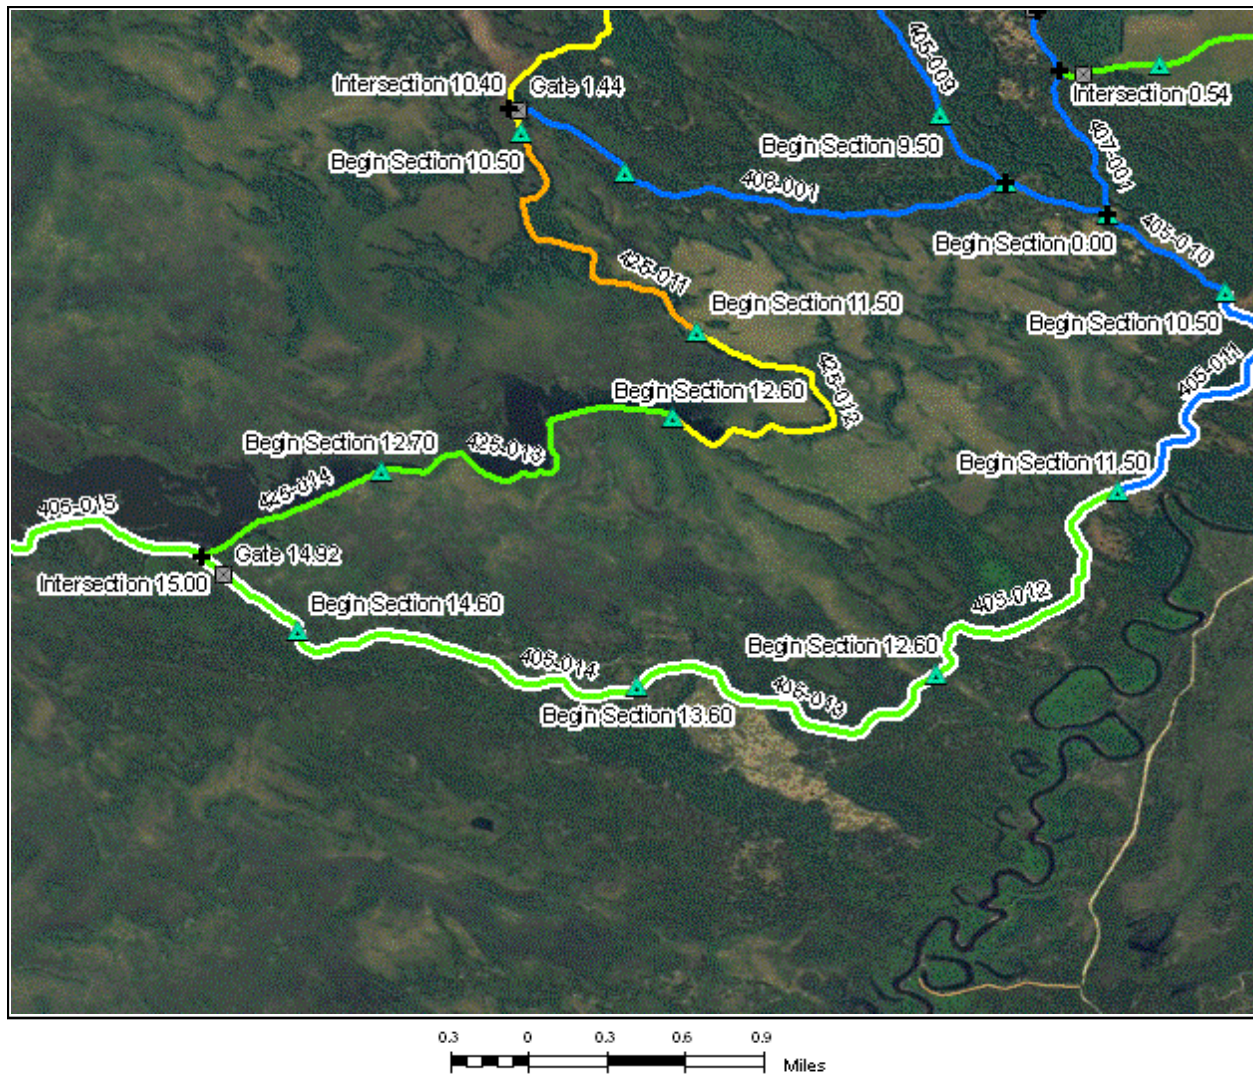 405-009
Intersection 10.40
Gate 1.44
Intersection 0.54
Begin Section 10.50
Begin Section 9.50
407-001
406-001
Begin Section 0.00
405-010
425-011
Begin Section 11.50
Begin Section 10.50
405-011
Begin Section 12.60
425-012
Begin Section 12.70
425-013
Begin Section 11.50
425-014
405-015
Gate 14.92
Intersection 15.00
Begin Section 14.60
405-012
405-014
Begin Section 12.60
405-013
Begin Section 13.60
0.3 0 0.3 0.6 0.9
Miles